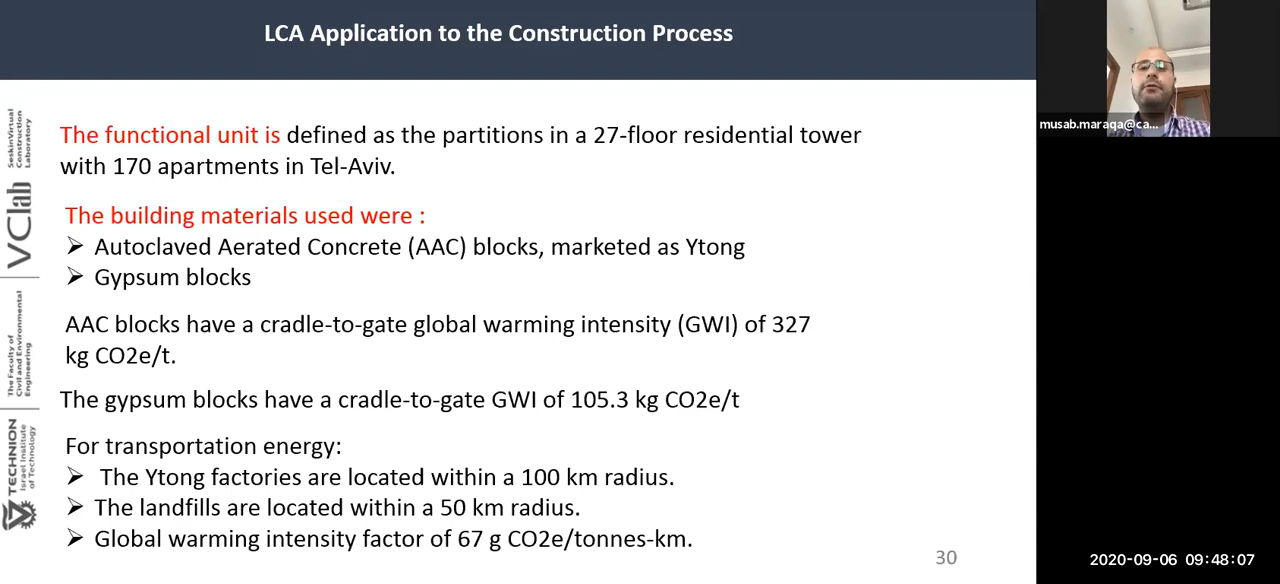 LCA Application to the Construction Process
musab.maraqa@ca...
The functional unit is defined as the partitions in a 27-floor residential tower
with 170 apartments in Tel-Aviv.
The building materials used were :
➢ Autoclaved Aerated Concrete (AAC) blocks, marketed as Ytong
➢ Gypsum blocks
AAC blocks have a cradle-to-gate global warming intensity (GWI) of 327
kg CO2e/t.
The gypsum blocks have a cradle-to-gate GWI of 105.3 kg CO2e/t
For transportation energy:
➢ The Ytong factories are located within a 100 km radius.
➢ The landfills are located within a 50 km radius.
➢ Global warming intensity factor of 67 g CO2e/tonnes-km.
30
2020-09-06 09:48:07
VClab
Seskin Virtual
Construction
Laboratory
The Faculty of
Civil and Environmental
Engineering
TECHNION
Israel Institute
of Technology